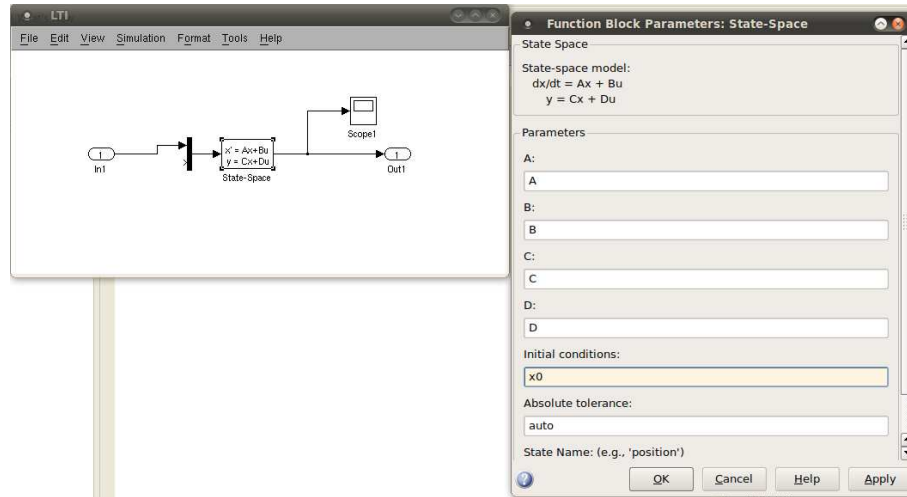 LTI
File Edit View Simulation Format Tools Help
1
In1
x' = Ax+Bu
y = Cx+Du
State-Space
Scope1
1
Out1
Function Block Parameters: State-Space
State Space
State-space model:
dx/dt = Ax + Bu
y = Cx + Du
Parameters
A:
A
B:
B
C:
C
D:
D
Initial conditions:
x0
Absolute tolerance:
auto
State Name: (e.g., 'position')
OK Cancel Help Apply